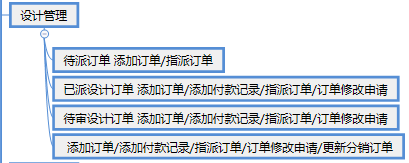 设计管理
待派订单 添加订单/指派订单
已派设计订单 添加订单/添加付款记录/指派订单/订单修改申请
待审设计订单 添加订单/添加付款记录/指派订单/订单修改申请
添加订单/添加付款记录/指派订单/订单修改申请/更新分销订单